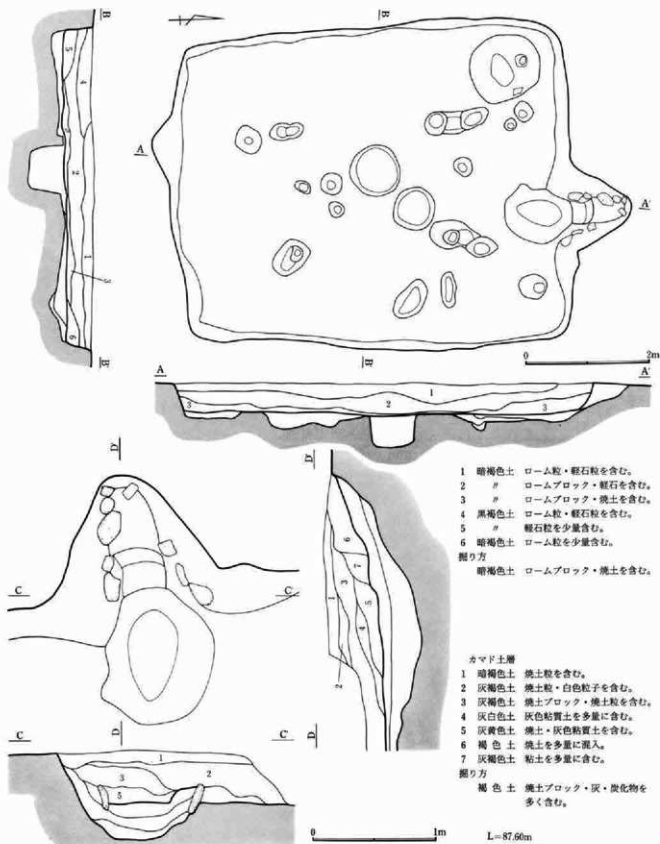 B
B
B'
B'
A
A'
0 2m
A
A'
D'
D'
1 暗褐色土 ローム粒・軽石粒を含む。
2 〃 ロームブロック・軽石を含む。
3 〃 ロームブロック・焼土を含む。
4 黒褐色土 ローム粒・軽石粒を含む。
5 〃 軽石粒を少量含む。
6 暗褐色土 ローム粒を少量含む。
掘り方
暗褐色土 ロームブロック・焼土を含む。
C
C'
カマド土層
1 暗褐色土 焼土粒を含む。
2 灰褐色土 焼土粒・白色粒子を含む。
3 灰褐色土 焼土ブロック・焼土粒を含む。
4 灰白色土 灰色粘質土を多量に含む。
5 灰黄色土 焼土・灰色粘質土を含む。
6 褐色土 焼土を多量に混入。
7 灰褐色土 粘土を多量に含む。
掘り方
褐色土 焼土ブロック・灰・炭化物を
多く含む。
D
D
C
C'
0 1m
L=87.60m
5
4
3
2
1
3
6
1
2
3
3
6
7
3
5
1
4
2
1
3
2
5